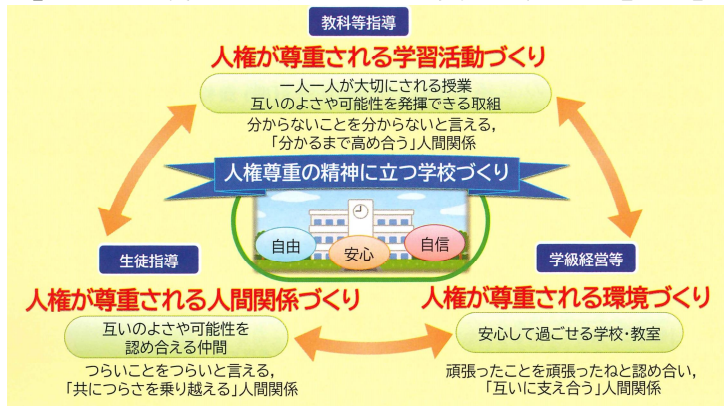 教科等指導
人権が尊重される学習活動づくり
一人一人が大切にされる授業
互いのよさや可能性を発揮できる取組
分からないことを分からないと言える，
「分かるまで高め合う」人間関係
人権尊重の精神に立つ学校づくり
自由
安心
自信
生徒指導
人権が尊重される人間関係づくり
互いのよさや可能性を
認め合える仲間
つらいことをつらいと言える，
「共につらさを乗り越える」人間関係
学級経営等
人権が尊重される環境づくり
安心して過ごせる学校・教室
頑張ったことを頑張ったねと認め合い，
「互いに支え合う」人間関係